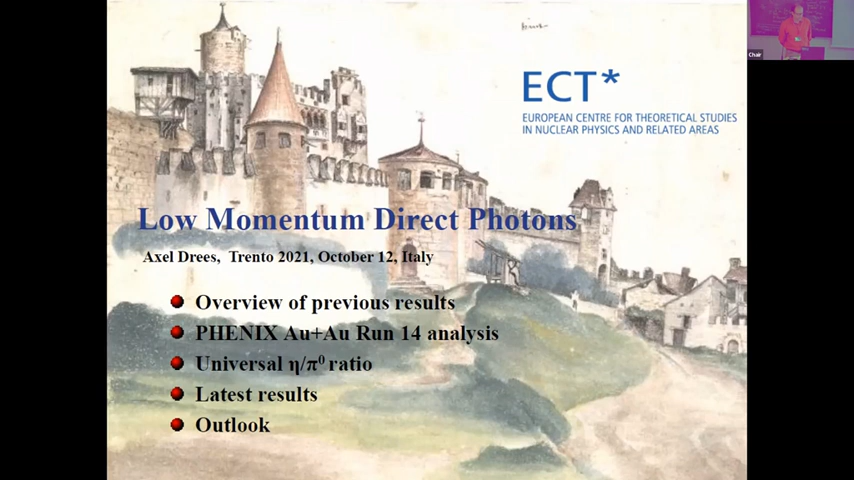 ECT*
EUROPEAN CENTRE FOR THEORETICAL STUDIES
IN NUCLEAR PHYSICS AND RELATED AREAS
Low Momentum Direct Photons
Axel Drees, Trento 2021, October 12, Italy
Overview of previous results
PHENIX Au+Au Run 14 analysis
Universal η/π⁰ ratio
Latest results
Outlook
Chair